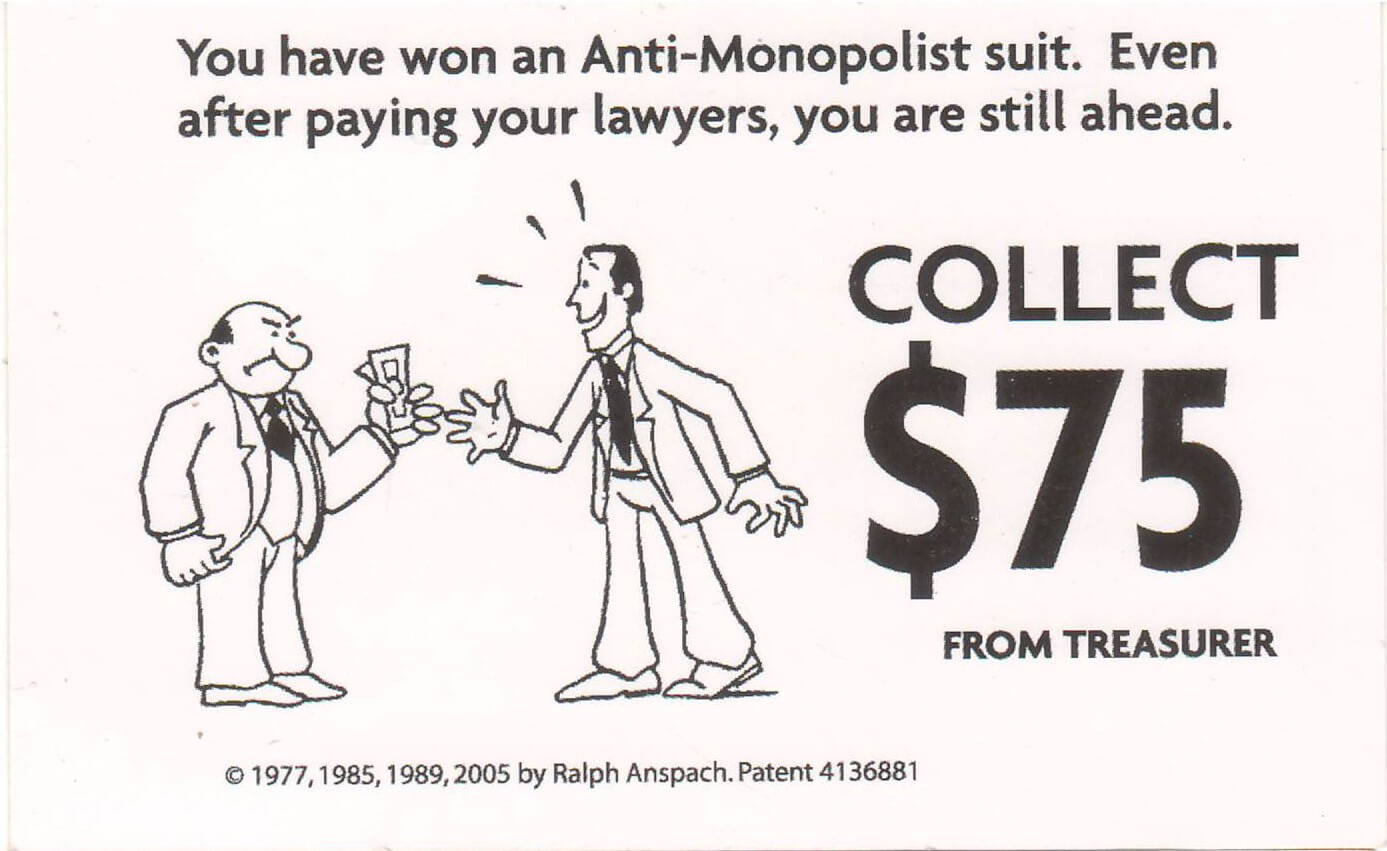 You have won an Anti-Monopolist suit. Even
after paying your lawyers, you are still ahead.
COLLECT
$75
FROM TREASURER
© 1977, 1985, 1989, 2005 by Ralph Anspach. Patent 4136881